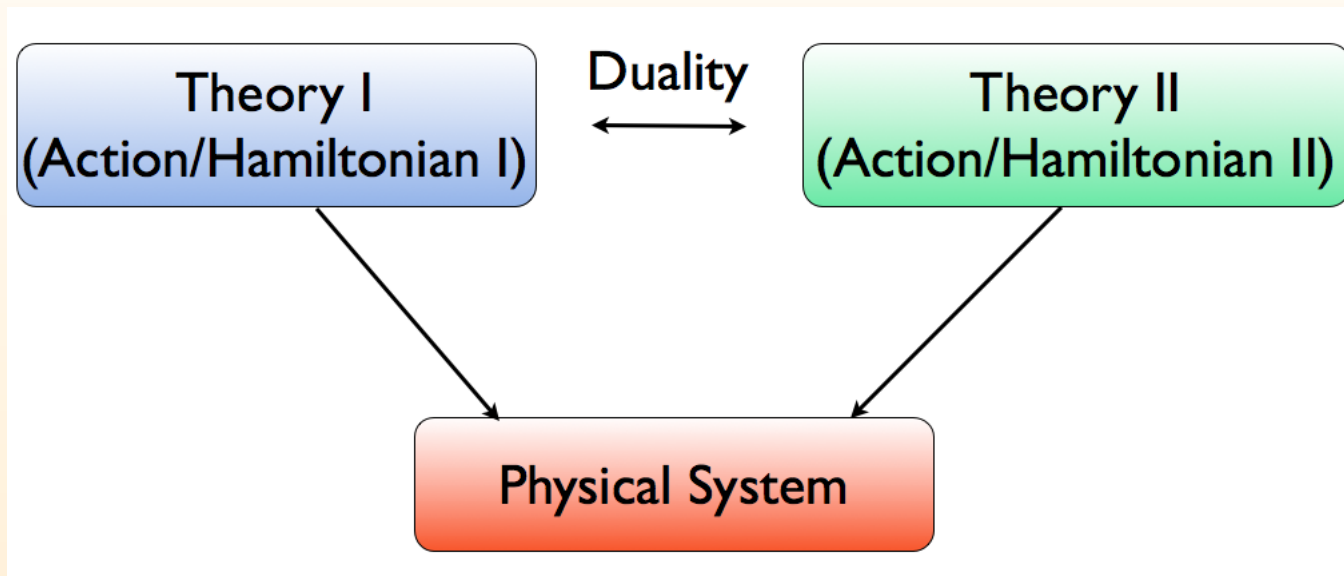 Theory I
(Action/Hamiltonian I)
Duality
Theory II
(Action/Hamiltonian II)
Physical System